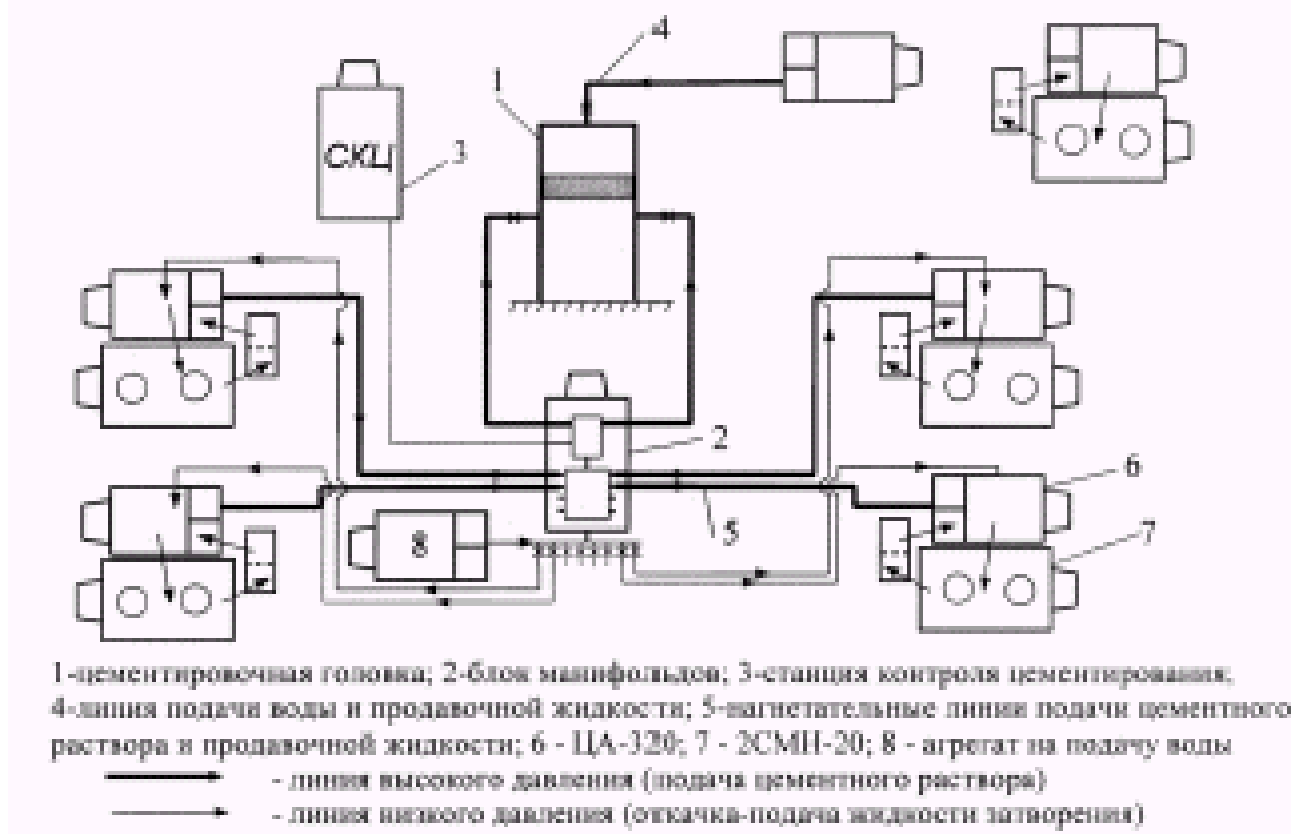 4
1
СКЦ
3
2
6
8
5
7
1-цементировочная головка; 2-блок манифольдов; 3-станция контроля цементирования;
4-линия подачи воды и продавочной жидкости; 5-нагнетательные линии подачи цементного
раствора и продавочной жидкости; 6 - ЦА-320; 7 - 2СМН-20; 8 - агрегат на подачу воды
- линия высокого давления (подача цементного раствора)
- линия низкого давления (откачка-подача жидкости затворения)